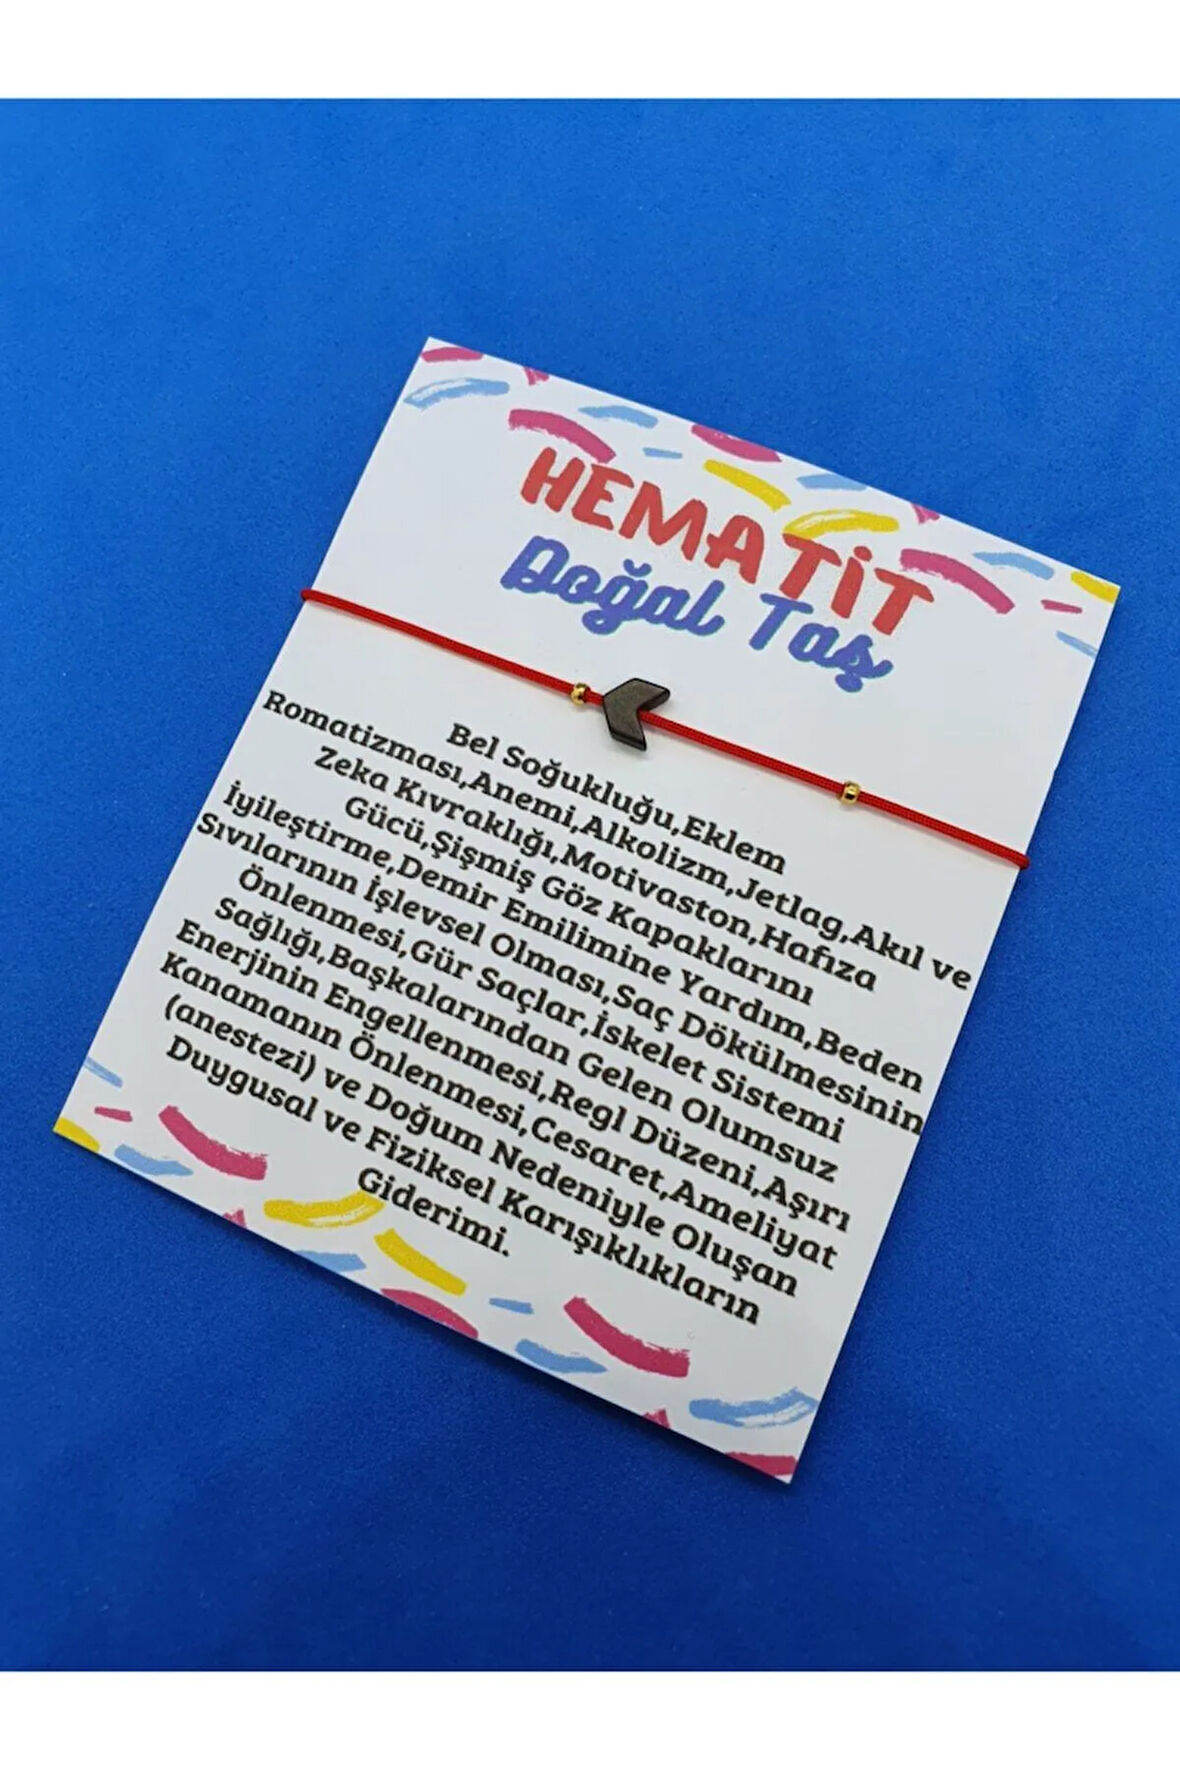 HEMATİT
Doğal Taş
Bel Soğukluğu,Eklem
Romatizması,Anemi,Alkolizm,Jetlag,Akıl ve
Zeka Kıvraklığı,Motivaston,Hafıza
Gücü,Şişmiş Göz Kapaklarını
İyileştirme,Demir Emilimine Yardım,Beden
Sıvılarının İşlevsel Olması,Saç Dökülmesinin
Önlenmesi,Gür Saçlar,İskelet Sistemi
Sağlığı,Başkalarından Gelen Olumsuz
Enerjinin Engellenmesi,Regl Düzeni,Aşırı
Kanamanın Önlenmesi,Cesaret,Ameliyat
(anestezi) ve Doğum Nedeniyle Oluşan
Duygusal ve Fiziksel Karışıklıkların
Giderimi.